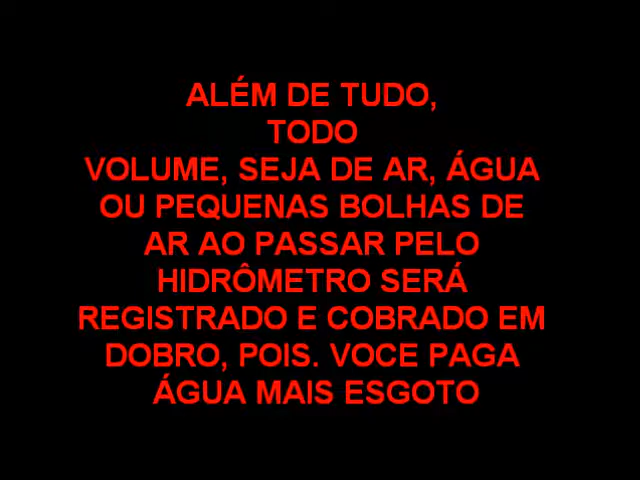 ALÉM DE TUDO,
TODO
VOLUME, SEJA DE AR, ÁGUA
OU PEQUENAS BOLHAS DE
AR AO PASSAR PELO
HIDRÔMETRO SERÁ
REGISTRADO E COBRADO EM
DOBRO, POIS. VOCE PAGA
ÁGUA MAIS ESGOTO